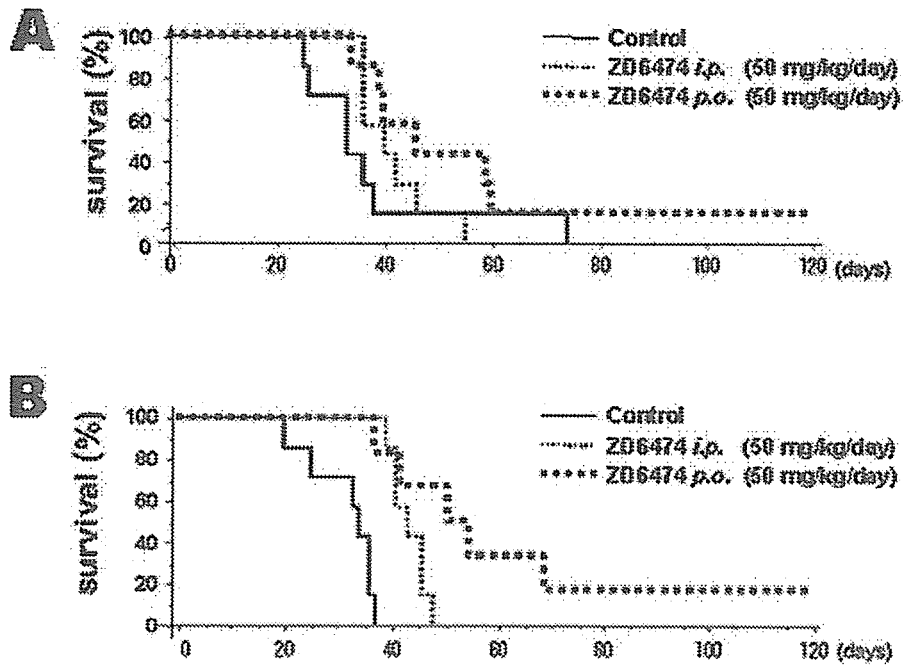 A
survival (%)
100
80
60
40
20
0
Control
ZD6474 i.p. (50 mg/kg/day)
ZD6474 p.o. (50 mg/kg/day)
0 20 40 60 80 100 120 (days)
B
survival (%)
100
80
60
40
20
0
Control
ZD6474 i.p. (50 mg/kg/day)
ZD6474 p.o. (50 mg/kg/day)
0 20 40 60 80 100 120 (days)